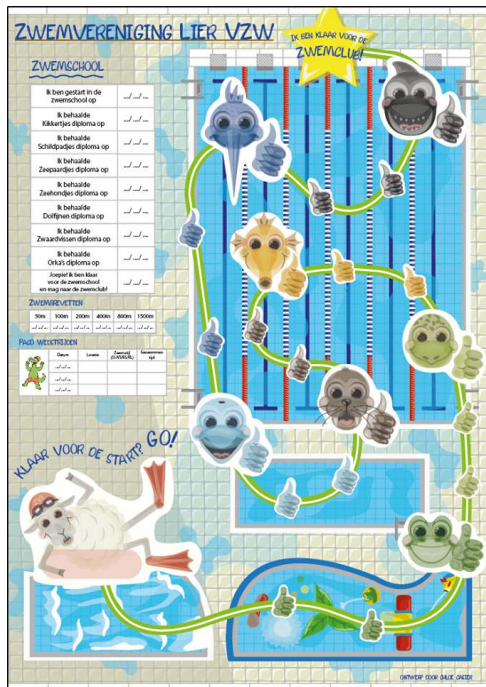 ZWEMVERENIGING LIER VZW
IK BEN KLAAR VOOR DE
ZWEMCLUB!
ZWEMSCHOOL
Ik ben gestart in de
zwemschool op
.../.../...
Ik behaalde
Kikkertjes diploma op
.../.../...
Ik behaalde
Schildpadjes diploma op
.../.../...
Ik behaalde
Zeepaardjes diploma op
.../.../...
Ik behaalde
Zeehondjes diploma op
.../.../...
Ik behaalde
Dolfijnen diploma op
.../.../...
Ik behaalde
Zwaardvissen diploma op
.../.../...
Ik behaalde
Orka's diploma op
.../.../...
Joepie! Ik ben klaar
voor de zwemschool
en mag naar de zwemclub!
.../.../...
ZWEMBREVETTEN
50m 100m 200m 400m 800m 1500m
.../.../... .../.../... .../.../... .../.../... .../.../... .../.../...
WEDSTRIJDEN
Datum Locatie
.../.../...
.../.../...
.../.../...
KLAAR VOOR DE START? GO!
ONTWERP DOOR CHLOE CARIER